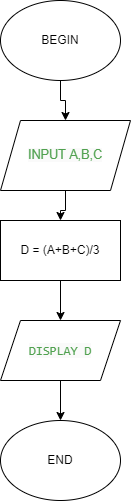 BEGIN
INPUT A,B,C
D = (A+B+C)/3
DISPLAY D
END